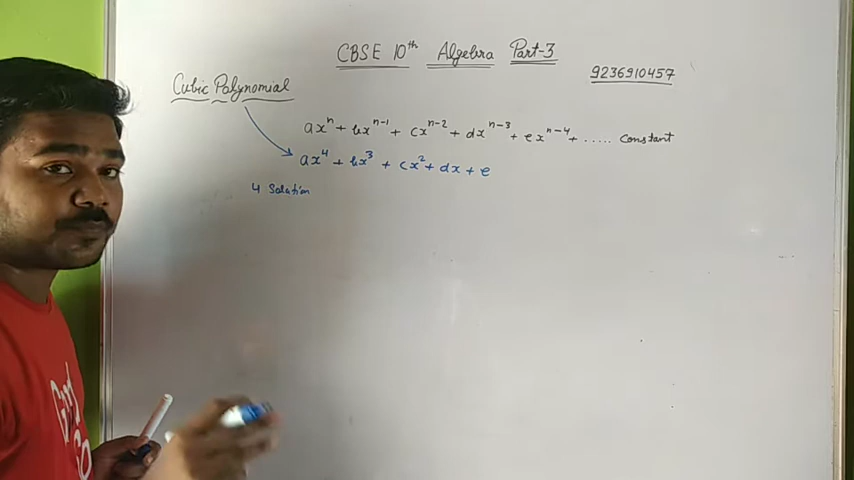 CBSE 10th Algebra Part-3
9236910457
Cubic Polynomial
ax^n + bx^n-1 + cx^n-2 + dx^n-3 + ex^n-4 + ..... Constant
ax^4 + bx^3 + cx^2 + dx + e
4 Solution